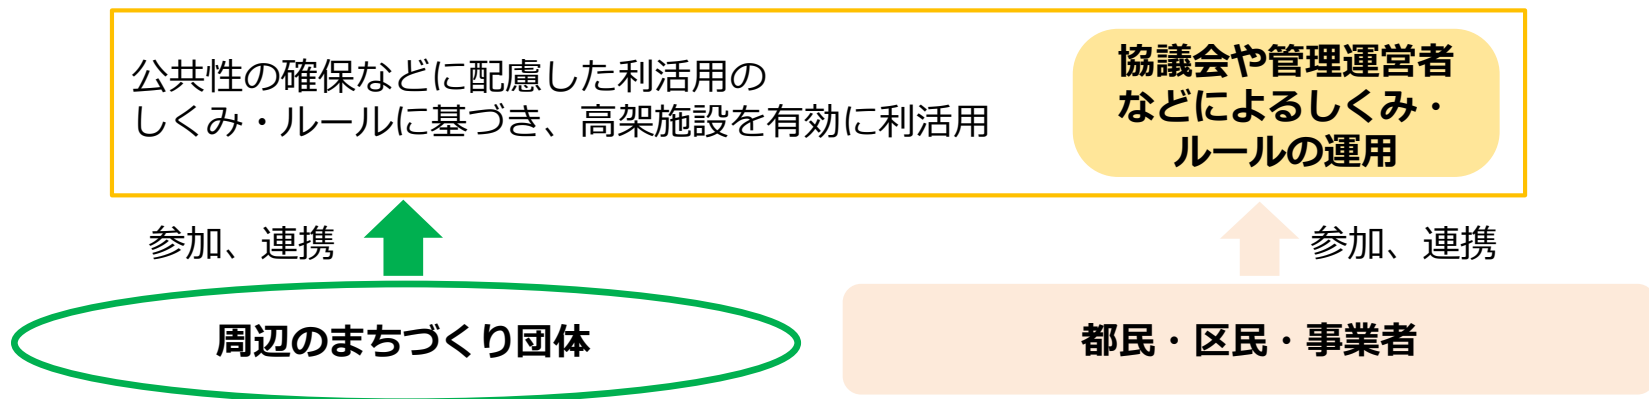 公共性の確保などに配慮した利活用の
しくみ・ルールに基づき、高架施設を有効に利活用
協議会や管理運営者
などによるしくみ・
ルールの運用
参加、連携
参加、連携
周辺のまちづくり団体
都民・区民・事業者